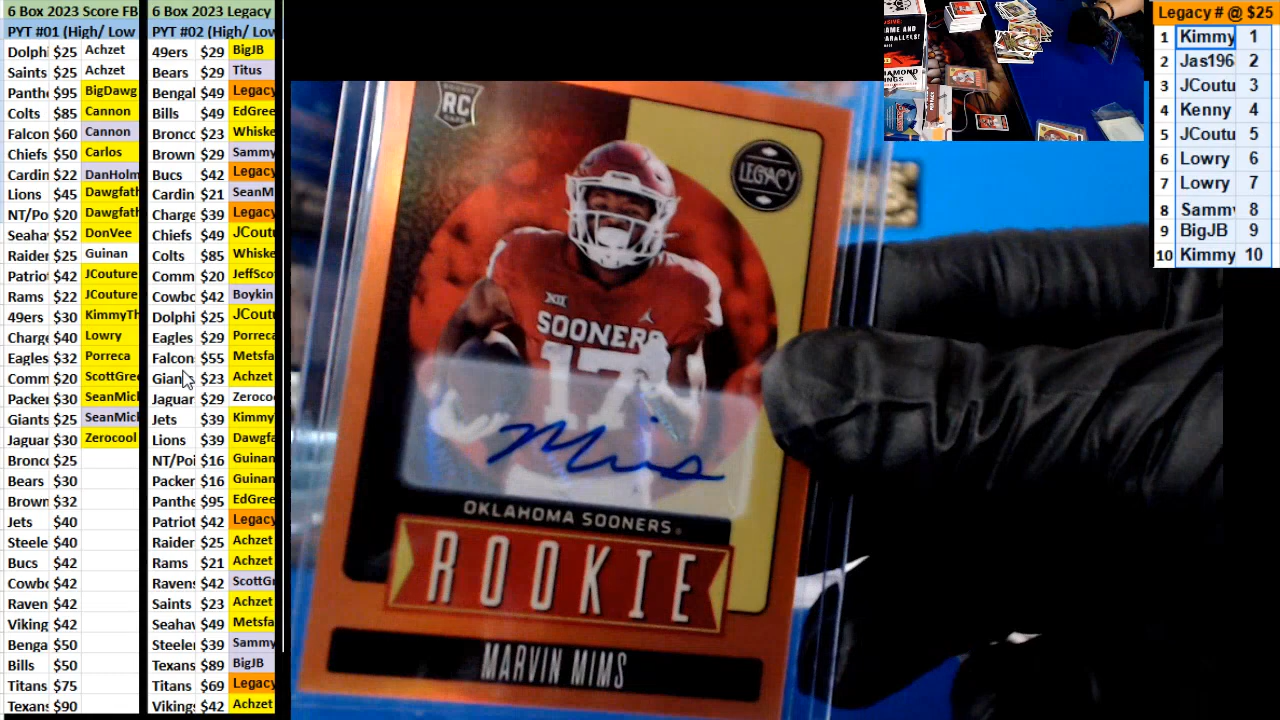 6 Box 2023 Score FB
PYT #01 (High/ Low
Dolph $25 Achzet
Saints $25 Achzet
Panthe $95 BigDawg
Colts $85 Cannon
Falcon $60 Cannon
Chiefs $50 Carlos
Cardin $22 DanHolm
Lions $45 Dawgfath
NT/Po $20 Dawgfath
Seaha $52 DonVee
Raider $25 Guinan
Patriot $42 JCouture
Rams $22 JCouture
49ers $30 KimmyTh
Charge $40 Lowry
Eagles $32 Porreca
Comm $20 ScottGree
Packer $30 SeanMich
Giants $25 SeanMich
Jaguar $30 Zerocool
Bronco $25
Bears $30
Brown $32
Jets $40
Steele $40
Bucs $42
Cowbo $42
Raven $42
Viking $42
Benga $50
Bills $50
Titans $75
Texans $90
6 Box 2023 Legacy
PYT #02 (High/ Low
49ers $29 BigJB
Bears $29 Titus
Bengal $49 Legacy
Bills $49 EdGree
Bronco $23 Whiske
Brown $29 Sammy
Bucs $42 Legacy
Cardin $21 SeanM
Charge $39 Legacy
Chiefs $49 JCoutu
Colts $85 Whiske
Comm $20 JeffSco
Cowbo $42 Boykin
Dolphi $25 JCoutu
Eagles $29 Porreca
Falcon $55 Metsfa
Giant $23 Achzet
Jaguar $29 Zeroco
Jets $39 Kimmy
Lions $39 Dawgfa
NT/Poi $16 Guinan
Packer $16 Guinan
Panthe $95 EdGree
Patriot $42 Legacy
Raider $25 Achzet
Rams $21 Achzet
Ravens $42 ScottGr
Saints $23 Achzet
Seahav $49 Metsfa
Steeler $39 Sammy
Texans $89 BigJB
Titans $69 Legacy
Vikings $42 Achzet
RC
LEGACY
XII
SOONERS
17
Mims
OKLAHOMA SOONERS®
ROOKIE
MARVIN MIMS
Legacy # @ $25
1 Kimmy 1
2 Jas196 2
3 JCoutu 3
4 Kenny 4
5 JCoutu 5
6 Lowry 6
7 Lowry 7
8 Samm 8
9 BigJB 9
10 Kimmy 10